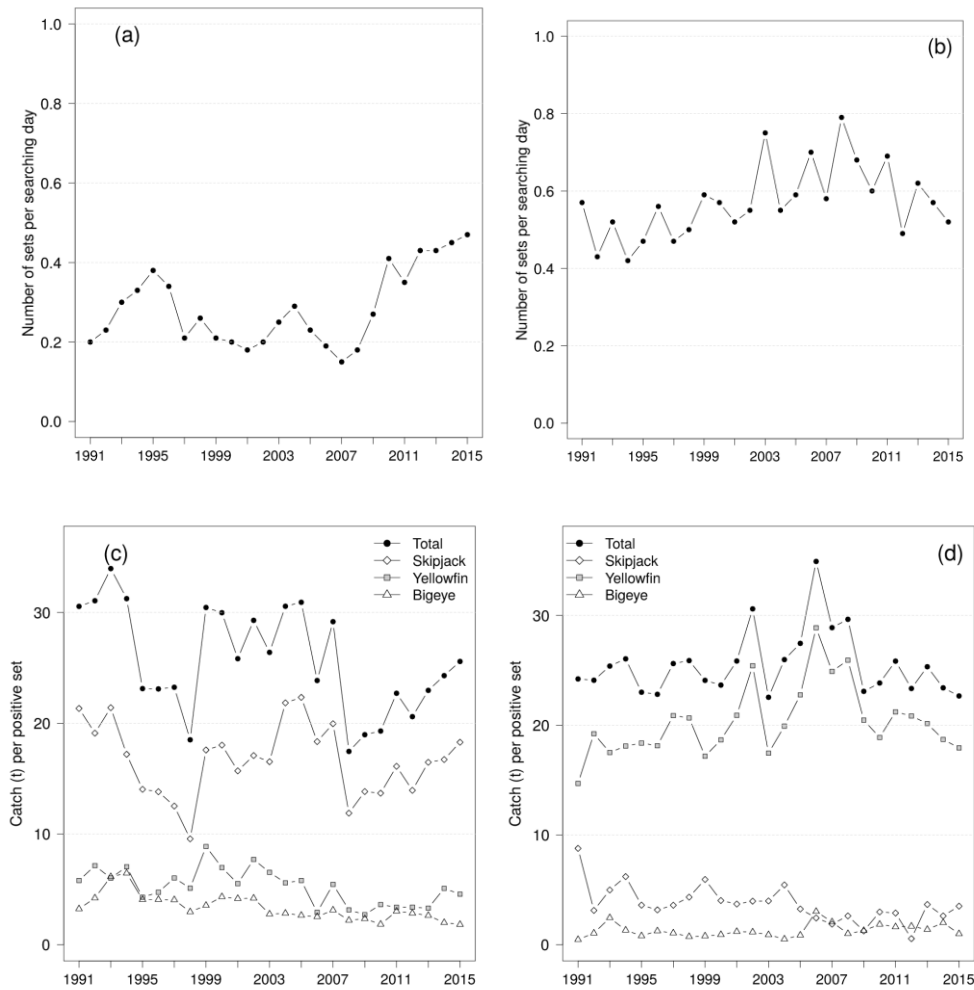 (a)
Number of sets per searching day
1.0
0.8
0.6
0.4
0.2
0.0
1991 1995 1999 2003 2007 2011 2015
(b)
Number of sets per searching day
1.0
0.8
0.6
0.4
0.2
0.0
1991 1995 1999 2003 2007 2011 2015
(c)
Total
Skipjack
Yellowfin
Bigeye
Catch (t) per positive set
30
20
10
0
1991 1995 1999 2003 2007 2011 2015
Total
Skipjack
Yellowfin
Bigeye
(d)
Catch (t) per positive set
30
20
10
0
1991 1995 1999 2003 2007 2011 2015